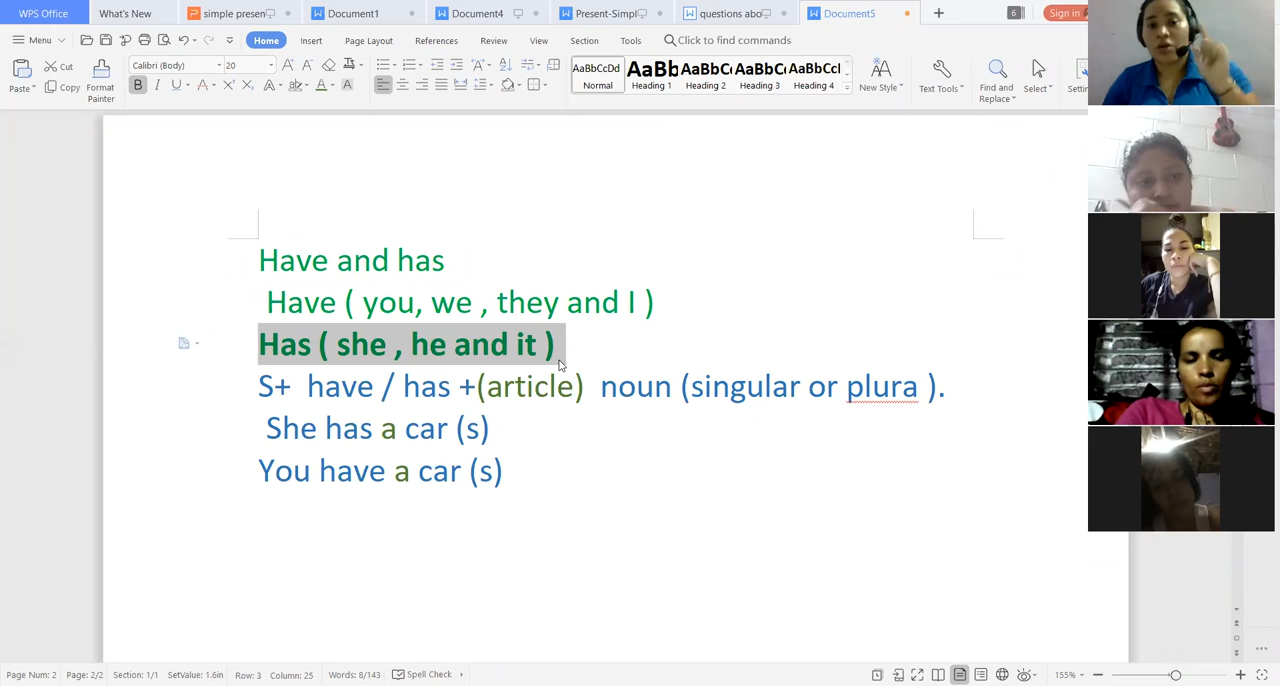 WPS Office What's New simple presen Document1 Document4 Present-Simpl questions abo Document5 + 6 Sign in
Menu Home Insert Page Layout References Review View Section Tools Click to find commands
Paste Cut Copy Format Painter Calibri (Body) 20 AaBbCcDd Normal AaBb Heading 1 AaBbC Heading 2 AaBbC Heading 3 AaBbCcI Heading 4 New Style Text Tools Find and Replace Select
Have and has
Have ( you, we , they and I )
Has ( she , he and it )
S+ have / has +(article) noun (singular or plura ).
She has a car (s)
You have a car (s)
Page Num: 2 Page: 2/2 Section: 1/1 SetValue: 1.6in Row: 3 Column: 25 Words: 8/143 Spell Check 155%